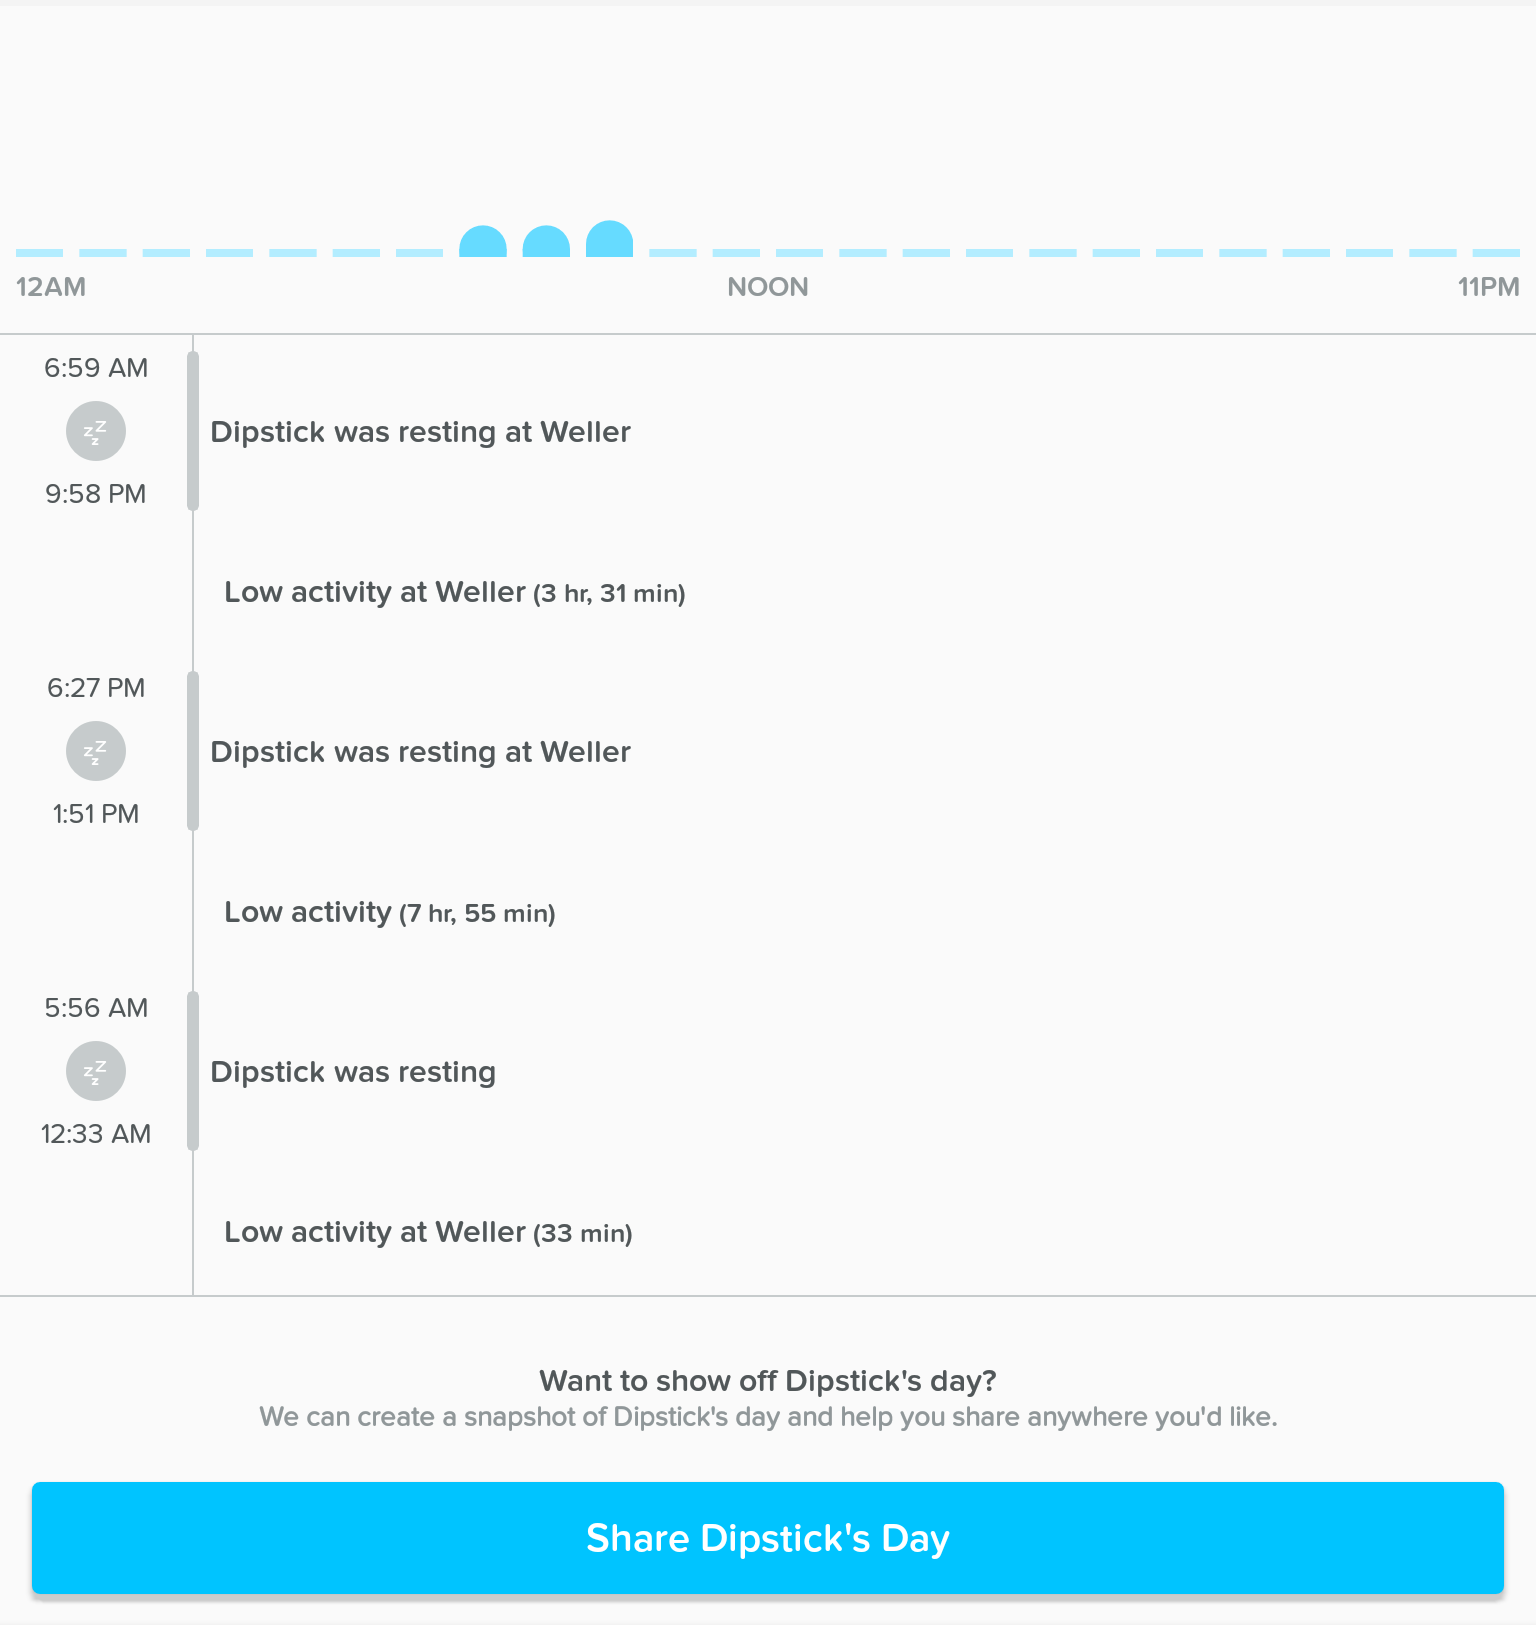 12AM NOON 11PM
6:59 AM
zzz
Dipstick was resting at Weller
9:58 PM
Low activity at Weller (3 hr, 31 min)
6:27 PM
zzz
Dipstick was resting at Weller
1:51 PM
Low activity (7 hr, 55 min)
5:56 AM
zzz
Dipstick was resting
12:33 AM
Low activity at Weller (33 min)
Want to show off Dipstick's day?
We can create a snapshot of Dipstick's day and help you share anywhere you'd like.
Share Dipstick's Day